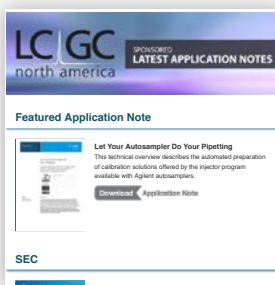 LC GC
north america
SPONSORED
LATEST APPLICATION NOTES
Featured Application Note
Let Your Autosampler Do Your Pipetting
This technical overview describes the automated preparation
of calibration solutions offered by the injector program
available with Agilent autosamplers.
Download Application Note
SEC